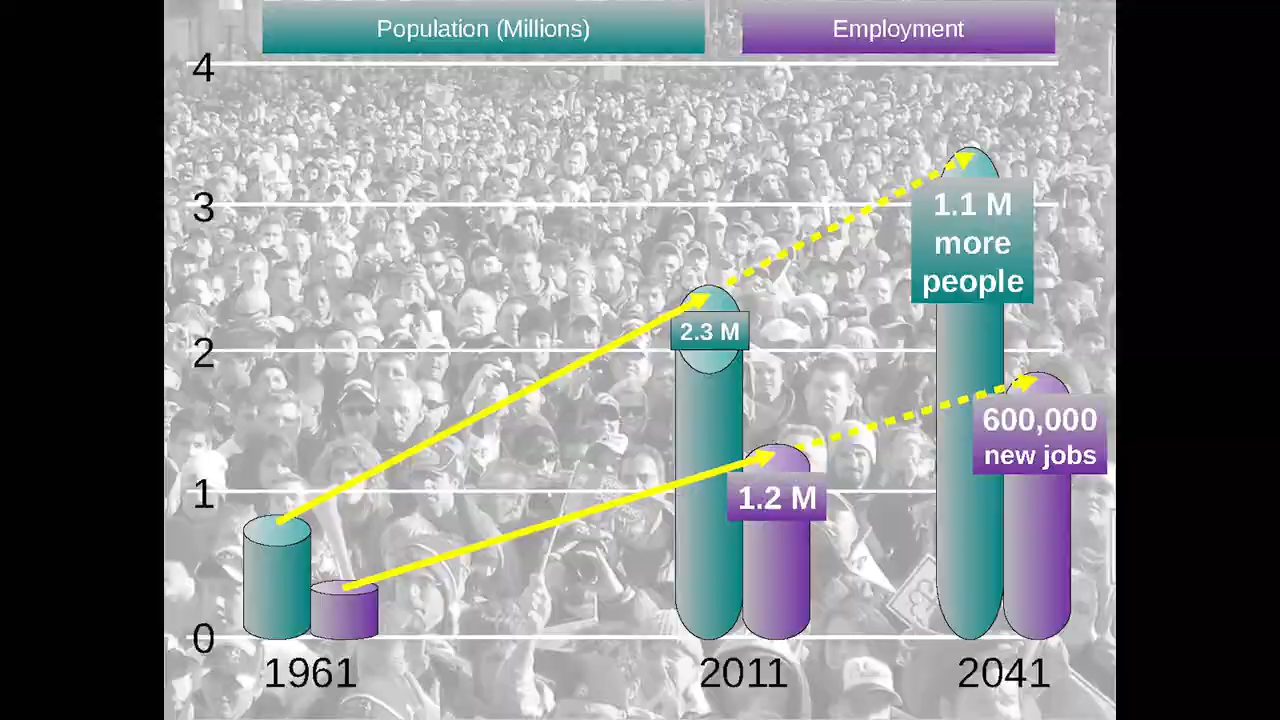 Population (Millions)
Employment
4
3
2
1
0
1.1 M
more
people
2.3 M
600,000
new jobs
1.2 M
1961
2011
2041